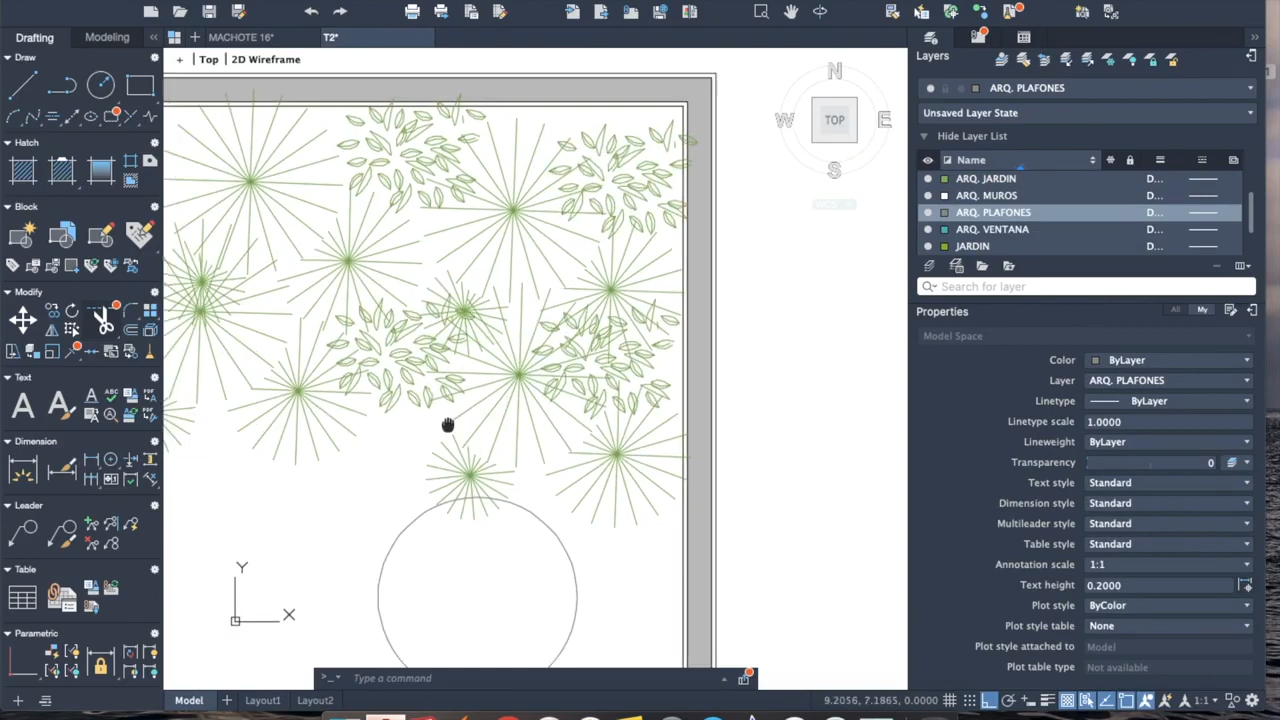 Drafting
Modeling
MACHOTE 16*
T2*
Draw
+ | Top | 2D Wireframe
Hatch
Block
Modify
Text
Dimension
Leader
Table
Parametric
N
W
TOP
E
S
WCS
Y
X
Type a command
Model
Layout1
Layout2
9.2056, 7.1865, 0.0000
1:1
Layers
ARQ. PLAFONES
Unsaved Layer State
Hide Layer List
Name
ARQ. JARDIN D...
ARQ. MUROS D...
ARQ. PLAFONES D...
ARQ. VENTANA D...
JARDIN D...
Search for layer
Properties
All
My
Model Space
Color ByLayer
Layer ARQ. PLAFONES
Linetype ByLayer
Linetype scale 1.0000
Lineweight ByLayer
Transparency 0
Text style Standard
Dimension style Standard
Multileader style Standard
Table style Standard
Annotation scale 1:1
Text height 0.2000
Plot style ByColor
Plot style table None
Plot style attached to Model
Plot table type Not available